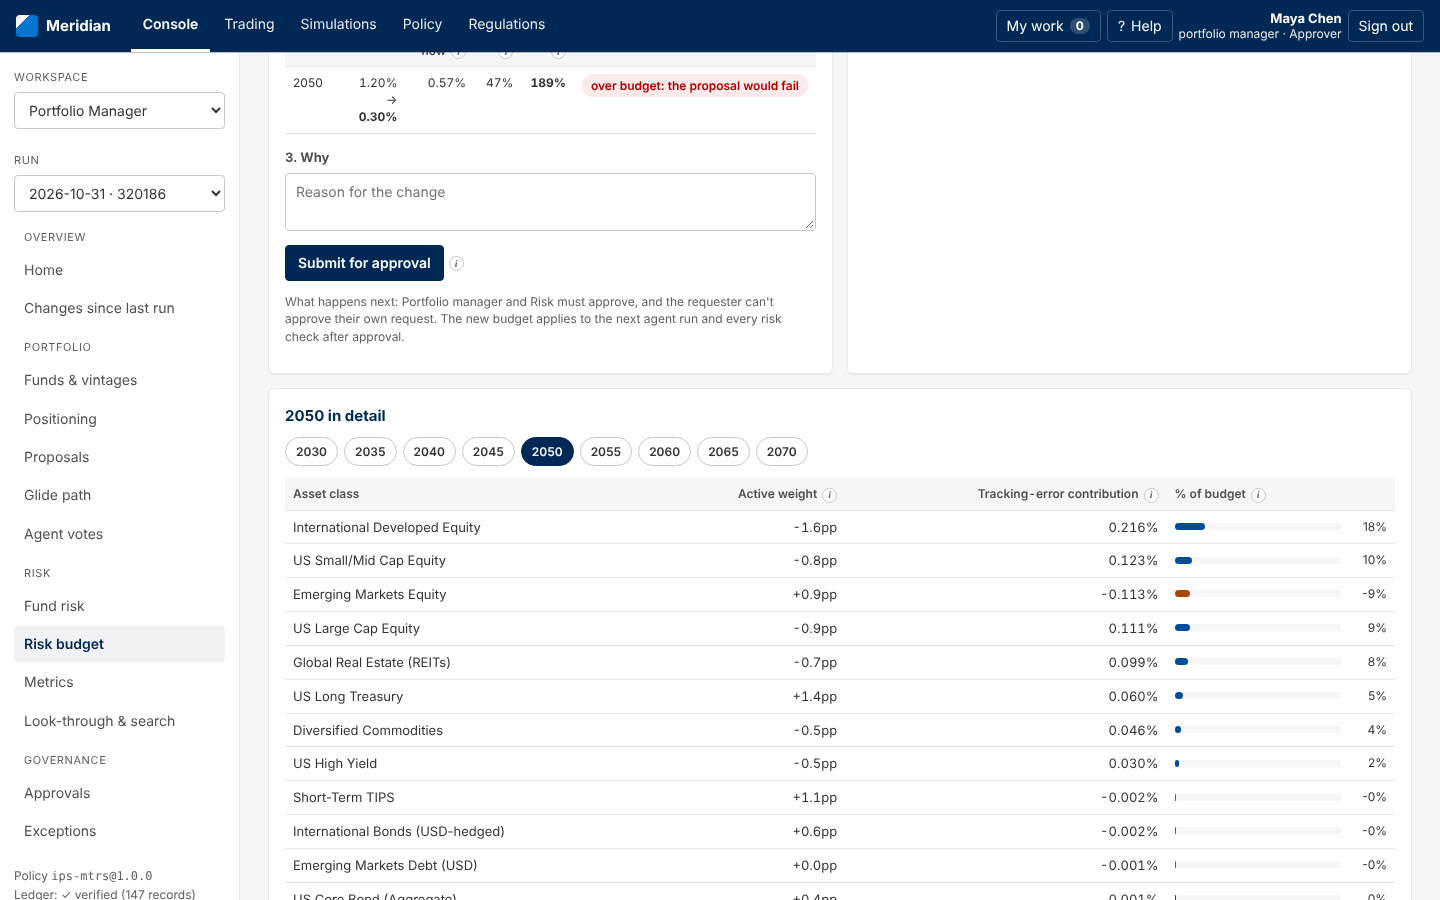 Meridian
Console
Trading
Simulations
Policy
Regulations
My work 0
? Help
Maya Chen
portfolio manager · Approver
Sign out
WORKSPACE
Portfolio Manager
RUN
2026-10-31 · 320186
OVERVIEW
Home
Changes since last run
PORTFOLIO
Funds & vintages
Positioning
Proposals
Glide path
Agent votes
RISK
Fund risk
Risk budget
Metrics
Look-through & search
GOVERNANCE
Approvals
Exceptions
Policy ips-mtrs@1.0.0
Ledger: ✓ verified (147 records)
now i i i
2050 1.20% → 0.30% 0.57% 47% 189% over budget: the proposal would fail
3. Why
Reason for the change
Submit for approval i
What happens next: Portfolio manager and Risk must approve, and the requester can't
approve their own request. The new budget applies to the next agent run and every risk
check after approval.
2050 in detail
2030 2035 2040 2045 2050 2055 2060 2065 2070
Asset class Active weight i Tracking-error contribution i % of budget i
International Developed Equity -1.6pp 0.216% 18%
US Small/Mid Cap Equity -0.8pp 0.123% 10%
Emerging Markets Equity +0.9pp -0.113% -9%
US Large Cap Equity -0.9pp 0.111% 9%
Global Real Estate (REITs) -0.7pp 0.099% 8%
US Long Treasury +1.4pp 0.060% 5%
Diversified Commodities -0.5pp 0.046% 4%
US High Yield -0.5pp 0.030% 2%
Short-Term TIPS +1.1pp -0.002% -0%
International Bonds (USD-hedged) +0.6pp -0.002% -0%
Emerging Markets Debt (USD) +0.0pp -0.001% -0%
US Core Bond (Aggregate) +0.4pp 0.001% 0%